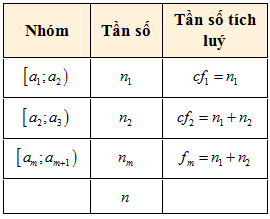 Nhóm Tần số Tần số tích luỹ
[a₁;a₂) n₁ cf₁ = n₁
[a₂;a₃) n₂ cf₂ = n₁ + n₂
[aₘ;aₘ₊₁) nₘ fₘ = n₁ + n₂
n